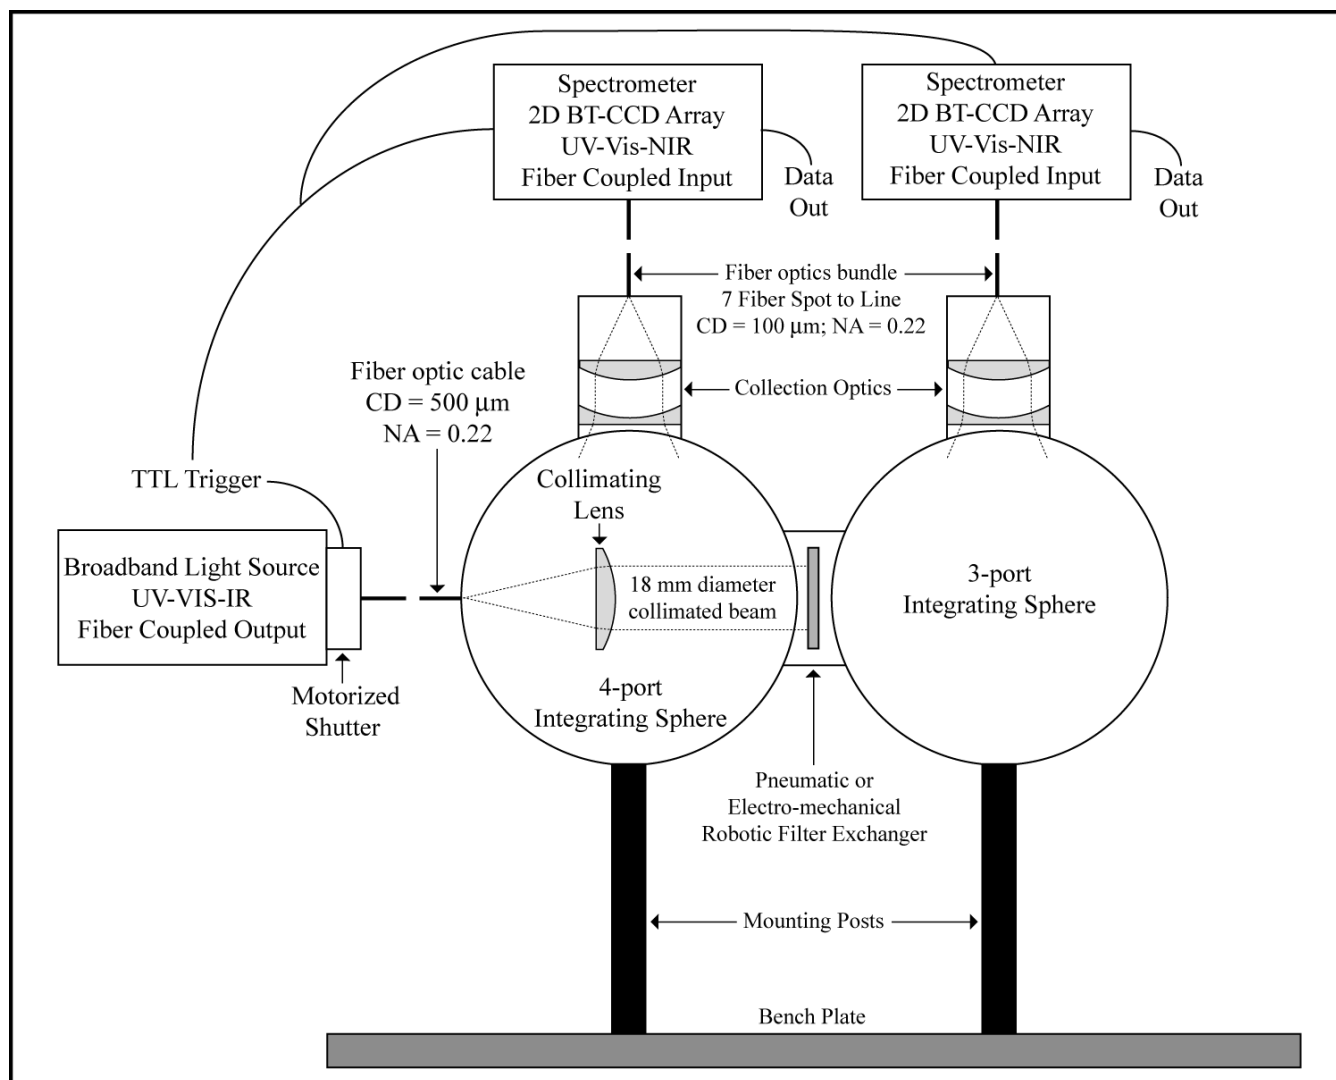 Spectrometer
2D BT-CCD Array
UV-Vis-NIR
Fiber Coupled Input
Data
Out
Spectrometer
2D BT-CCD Array
UV-Vis-NIR
Fiber Coupled Input
Data
Out
Fiber optics bundle
7 Fiber Spot to Line
CD = 100 μm; NA = 0.22
Collection Optics
Fiber optic cable
CD = 500 μm
NA = 0.22
TTL Trigger
Broadband Light Source
UV-VIS-IR
Fiber Coupled Output
Motorized
Shutter
Collimating
Lens
18 mm diameter
collimated beam
4-port
Integrating Sphere
3-port
Integrating Sphere
Pneumatic or
Electro-mechanical
Robotic Filter Exchanger
Mounting Posts
Bench Plate